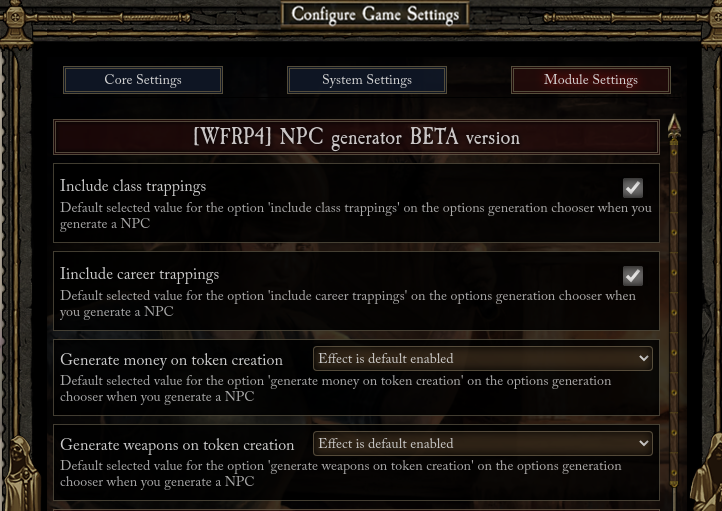 Configure Game Settings
Core Settings
System Settings
Module Settings
[WFRP4] NPC generator BETA version
Include class trappings
Default selected value for the option 'include class trappings' on the options generation chooser when you
generate a NPC
Iinclude career trappings
Default selected value for the option 'include career trappings' on the options generation chooser when
you generate a NPC
Generate money on token creation
Effect is default enabled
Default selected value for the option 'generate money on token creation' on the options generation
chooser when you generate a NPC
Generate weapons on token creation
Effect is default enabled
Default selected value for the option 'generate weapons on token creation' on the options generation
chooser when you generate a NPC